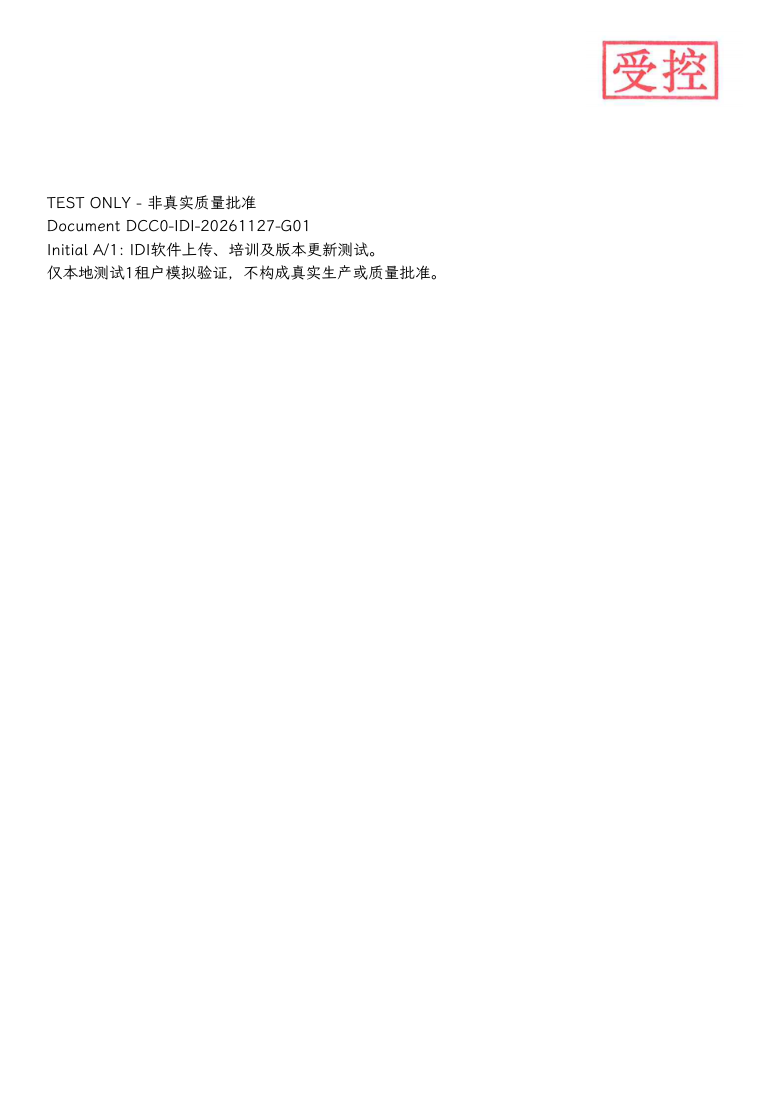 受控
TEST ONLY - 非真实质量批准
Document DCC0-IDI-20261127-G01
Initial A/1: IDI软件上传、培训及版本更新测试。
仅本地测试1租户模拟验证，不构成真实生产或质量批准。